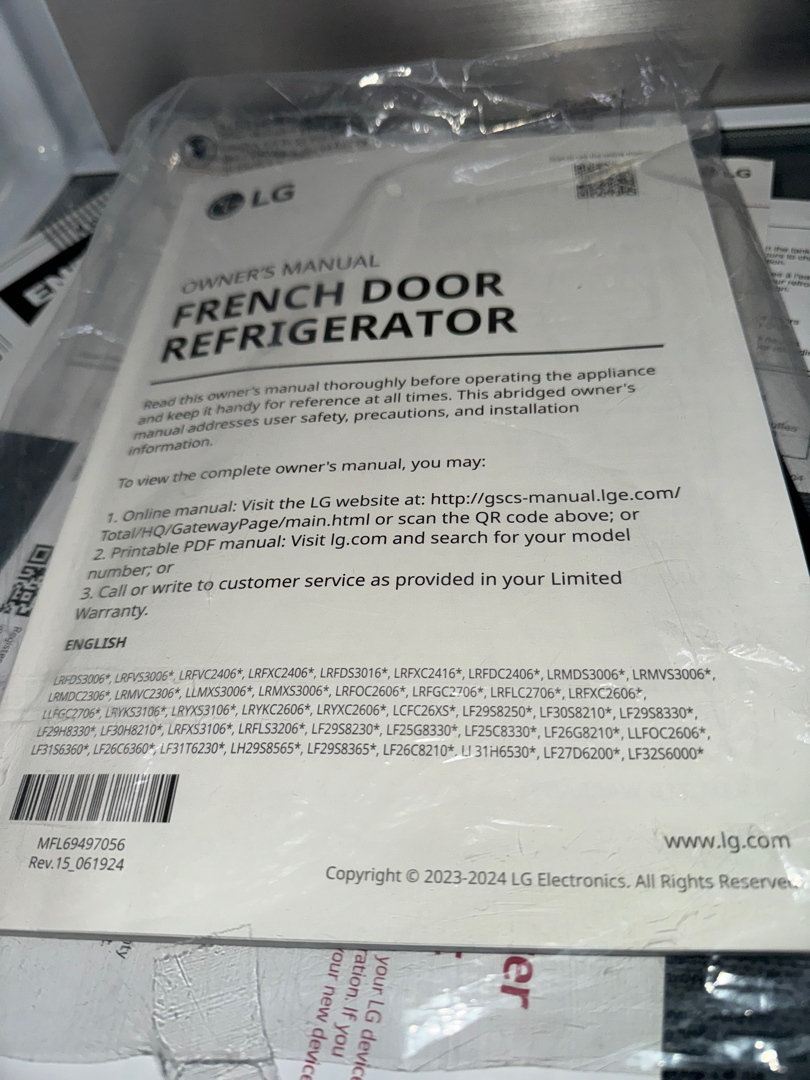 LG
OWNER'S MANUAL
FRENCH DOOR
REFRIGERATOR
Read this owner's manual thoroughly before operating the appliance
and keep it handy for reference at all times. This abridged owner's
manual addresses user safety, precautions, and installation
information.
To view the complete owner's manual, you may:
1. Online manual: Visit the LG website at: http://gscs-manual.lge.com/
Total/HQ/GatewayPage/main.html or scan the QR code above; or
2. Printable PDF manual: Visit lg.com and search for your model
number; or
3. Call or write to customer service as provided in your Limited
Warranty.
ENGLISH
LRFDS3006*, LRFVS3006*, LRFVC2406*, LRFXC2406*, LRFDS3016*, LRFXC2416*, LRFDC2406*, LRMDS3006*, LRMVS3006*,
LRMDC2306*, LRMVC2306*, LLMXS3006*, LRMXS3006*, LRFOC2606*, LRFGC2706*, LRFLC2706*, LRFXC2606*,
LLFGC2706*, LRYKS3106*, LRYXS3106*, LRYKC2606*, LRYXC2606*, LCFC26XS*, LF29S8250*, LF30S8210*, LF29S8330*,
LF29H8330*, LF30H8210*, LRFXS3106*, LRFLS3206*, LF29S8230*, LF25G8330*, LF25C8330*, LF26G8210*, LLFOC2606*,
LF31S6360*, LF26C6360*, LF31T6230*, LH29S8565*, LF29S8365*, LF26C8210*, 31H6530*, LF27D6200*, LF32S6000*
MFL69497056
Rev.15_061924
www.lg.com
Copyright © 2023-2024 LG Electronics. All Rights Reserve
LG
your LG device
ration. If you
your new device
er